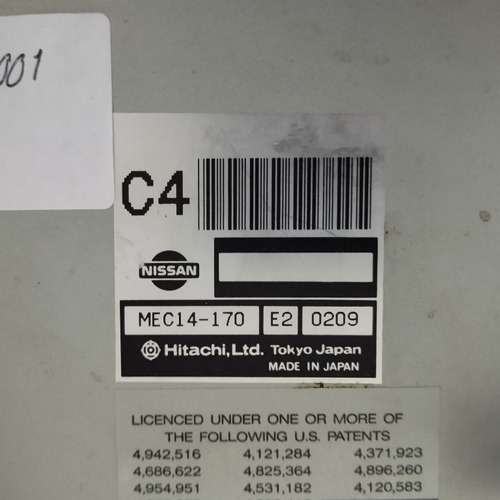 001
C4
NISSAN
MEC14-170 E2 0209
Hitachi, Ltd. Tokyo Japan
MADE IN JAPAN
LICENCED UNDER ONE OR MORE OF
THE FOLLOWING U.S. PATENTS
4,942,516 4,121,284 4,371,923
4,686,622 4,825,364 4,896,260
4,954,951 4,531,182 4,120,583